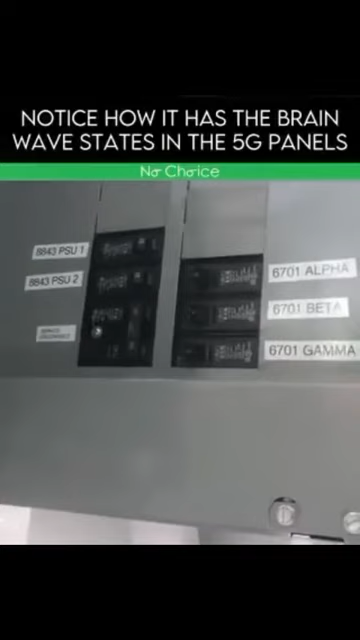 NOTICE HOW IT HAS THE BRAIN
WAVE STATES IN THE 5G PANELS
No Choice
8843 PSU 1
8843 PSU 2
6701 ALPHA
6701 BETA
6701 GAMMA